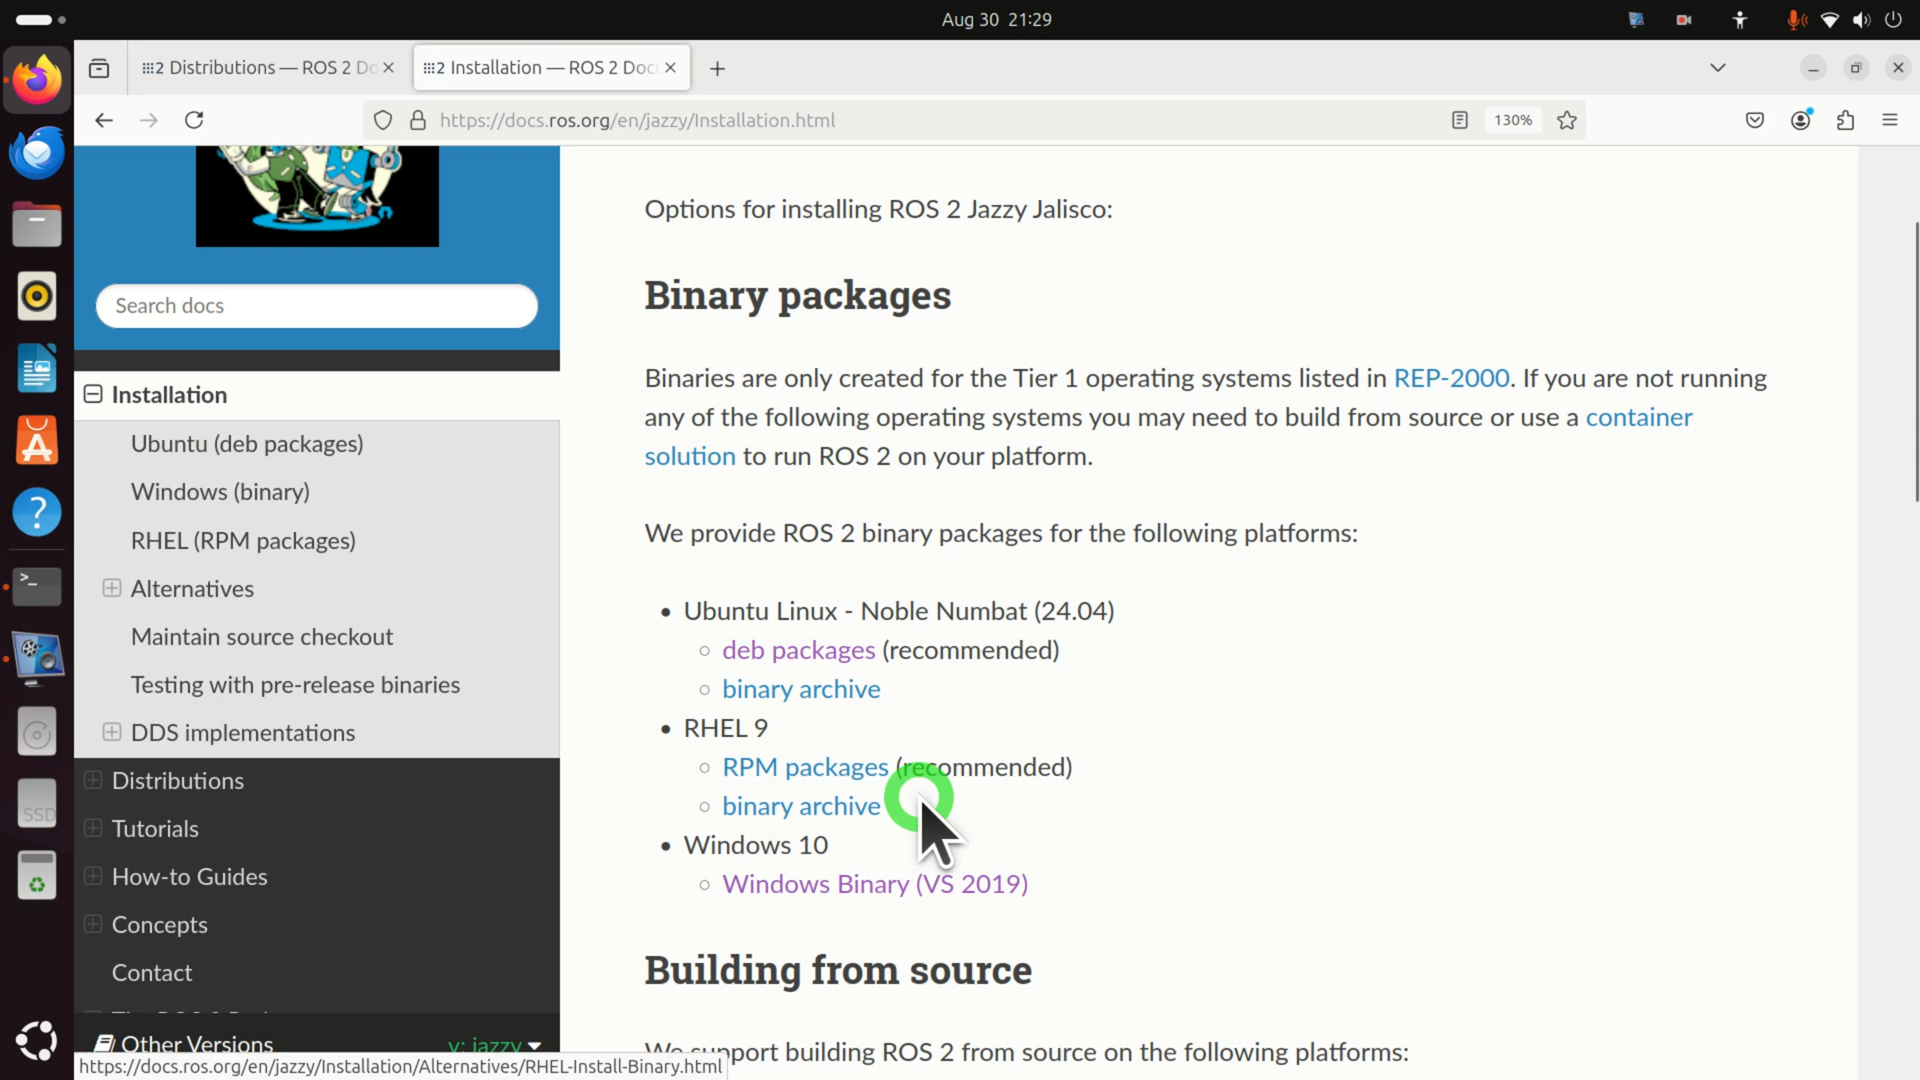 Aug 30 21:29
Distributions — ROS 2 Do
Installation — ROS 2 Doc
https://docs.ros.org/en/jazzy/Installation.html
130%
Search docs
Installation
Ubuntu (deb packages)
Windows (binary)
RHEL (RPM packages)
Alternatives
Maintain source checkout
Testing with pre-release binaries
DDS implementations
Distributions
Tutorials
How-to Guides
Concepts
Contact
Other Versions
v: jazzy
https://docs.ros.org/en/jazzy/Installation/Alternatives/RHEL-Install-Binary.html
SSD
Options for installing ROS 2 Jazzy Jalisco:
Binary packages
Binaries are only created for the Tier 1 operating systems listed in REP-2000. If you are not running
any of the following operating systems you may need to build from source or use a container
solution to run ROS 2 on your platform.
We provide ROS 2 binary packages for the following platforms:
• Ubuntu Linux - Noble Numbat (24.04)
◦ deb packages (recommended)
◦ binary archive
• RHEL 9
◦ RPM packages (recommended)
◦ binary archive
• Windows 10
◦ Windows Binary (VS 2019)
Building from source
We support building ROS 2 from source on the following platforms: